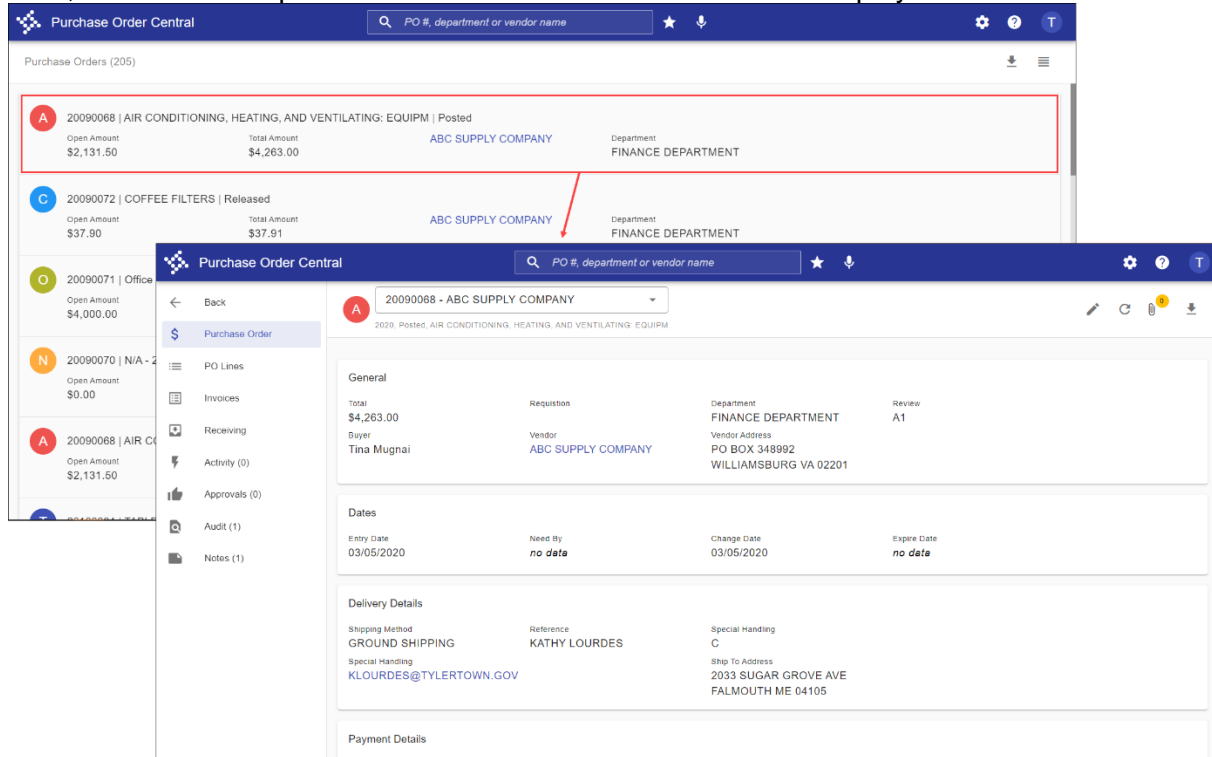 Purchase Order Central
PO #, department or vendor name
T
Purchase Orders (205)
A
20090068 | AIR CONDITIONING, HEATING, AND VENTILATING: EQUIPM | Posted
Open Amount Total Amount ABC SUPPLY COMPANY Department
$2,131.50 $4,263.00 FINANCE DEPARTMENT
C
20090072 | COFFEE FILTERS | Released
Open Amount Total Amount ABC SUPPLY COMPANY Department
$37.90 $37.91 FINANCE DEPARTMENT
O
20090071 | Office
Open Amount
$4,000.00
N
20090070 | N/A - 2
Open Amount
$0.00
A
20090068 | AIR CO
Open Amount
$2,131.50
Purchase Order Central
PO #, department or vendor name
T
Back
Purchase Order
PO Lines
Invoices
Receiving
Activity (0)
Approvals (0)
Audit (1)
Notes (1)
A
20090068 - ABC SUPPLY COMPANY
2020, Posted, AIR CONDITIONING, HEATING, AND VENTILATING: EQUIPM
0
General
Total Requistion Department Review
$4,263.00 FINANCE DEPARTMENT A1
Buyer Vendor Vendor Address
Tina Mugnai ABC SUPPLY COMPANY PO BOX 348992
WILLIAMSBURG VA 02201
Dates
Entry Date Need By Change Date Expire Date
03/05/2020 no data 03/05/2020 no data
Delivery Details
Shipping Method Reference Special Handling
GROUND SHIPPING KATHY LOURDES C
Special Handling Ship To Address
KLOURDES@TYLERTOWN.GOV 2033 SUGAR GROVE AVE
FALMOUTH ME 04105
Payment Details